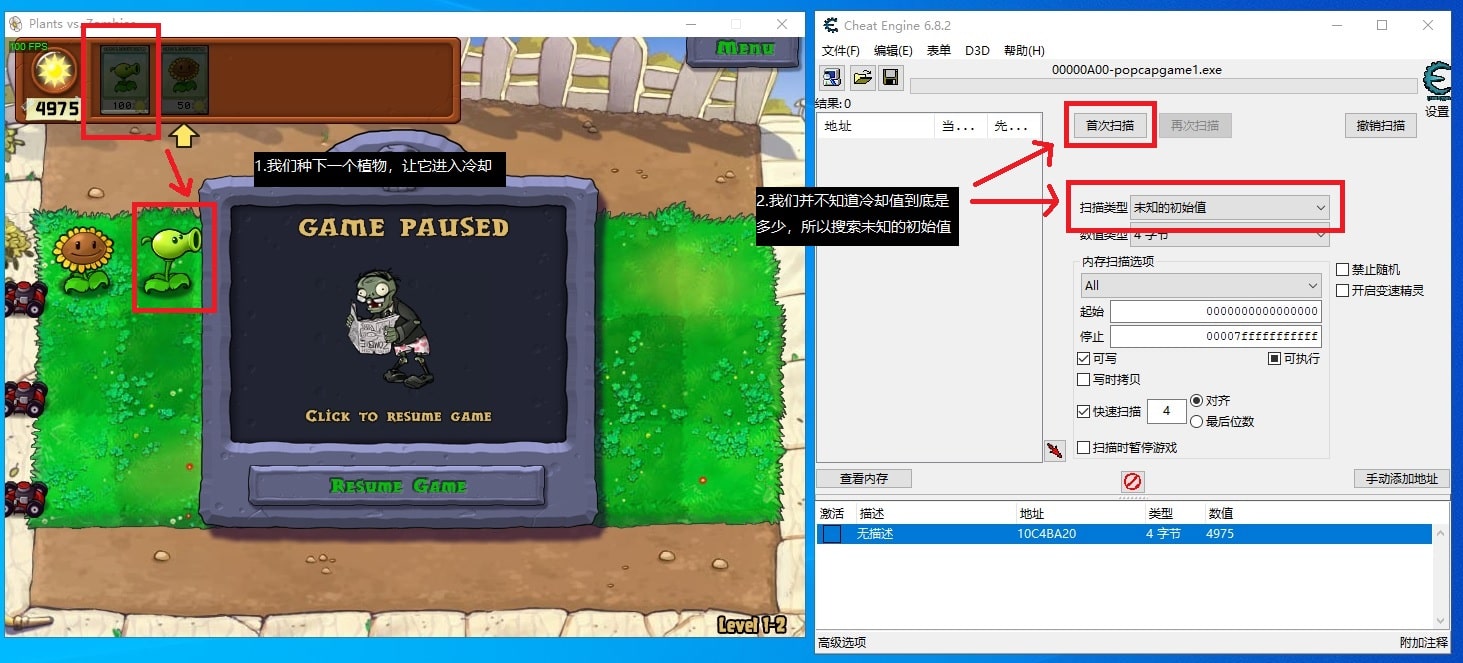 Plants vs. Zombies
100 FPS
4975
100
50
Menu
1.我们种下一个植物，让它进入冷却
GAME PAUSED
CLICK TO RESUME GAME
RESUME GAME
Level 1-2
Cheat Engine 6.8.2
文件(F) 编辑(E) 表单 D3D 帮助(H)
00000A00-popcapgame1.exe
结果: 0
设置
地址 当... 先...
首次扫描 再次扫描 撤销扫描
2.我们并不知道冷却值到底是
多少，所以搜索未知的初始值
扫描类型 未知的初始值
数值类型 4 字节
内存扫描选项
All
起始 0000000000000000
停止 00007fffffffffff
可写 可执行
写时拷贝
快速扫描 4 对齐
最后位数
扫描时暂停游戏
禁止随机
开启变速精灵
查看内存 手动添加地址
激活 描述 地址 类型 数值
无描述 10C4BA20 4 字节 4975
高级选项 附加注释